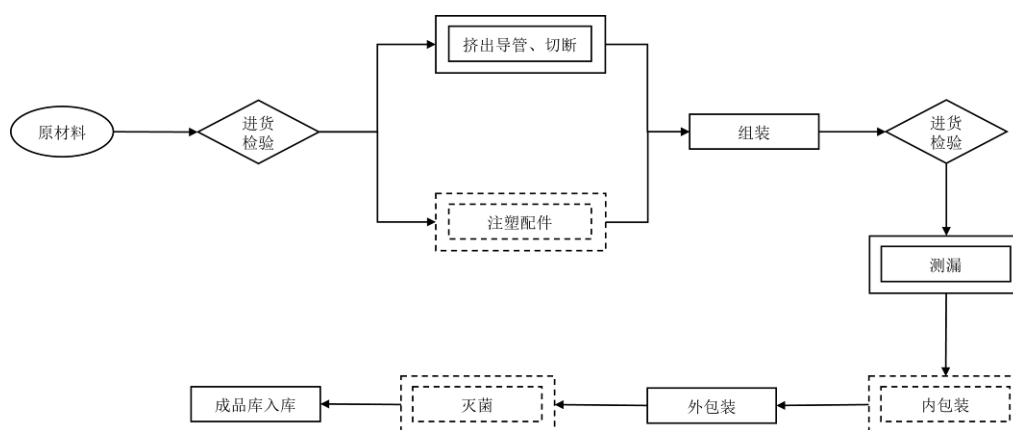 挤出导管、切断
原材料
进货
检验
组装
进货
检验
注塑配件
测漏
成品库入库
灭菌
外包装
内包装